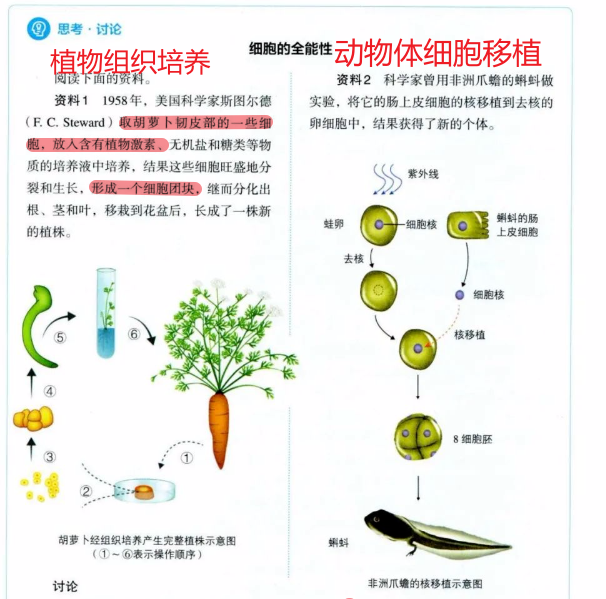 思考·讨论
植物组织培养
细胞的全能性
动物体细胞移植
阅读下面的资料。
资料1 1958年,美国科学家斯图尔德
(F. C. Steward)取胡萝卜韧皮部的一些细
胞,放入含有植物激素、无机盐和糖类等物
质的培养液中培养,结果这些细胞旺盛地分
裂和生长,形成一个细胞团块,继而分化出
根、茎和叶,移栽到花盆后,长成了一株新
的植株。
⑤
⑥
④
③
②
①
胡萝卜经组织培养产生完整植株示意图
(①~⑥表示操作顺序)
讨论
资料2 科学家曾用非洲爪蟾的蝌蚪做
实验,将它的肠上皮细胞的核移植到去核的
卵细胞中,结果获得了新的个体。
紫外线
蛙卵
细胞核
蝌蚪的肠
上皮细胞
去核
细胞核
核移植
8细胞胚
蝌蚪
非洲爪蟾的核移植示意图